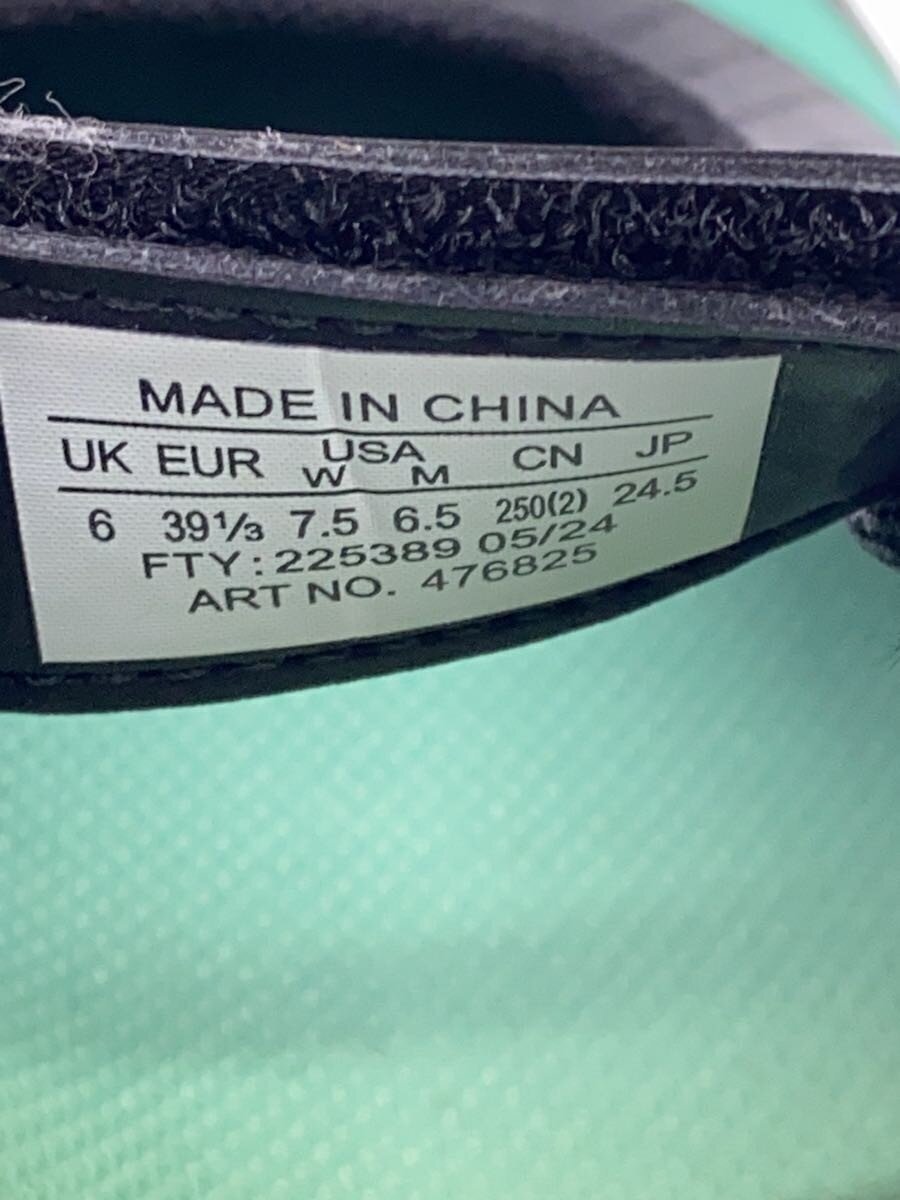 MADE IN CHINA
UK EUR USA CN JP
W M
6 39⅓ 7.5 6.5 250(2) 24.5
FTY: 225389 05/24
ART NO. 476825